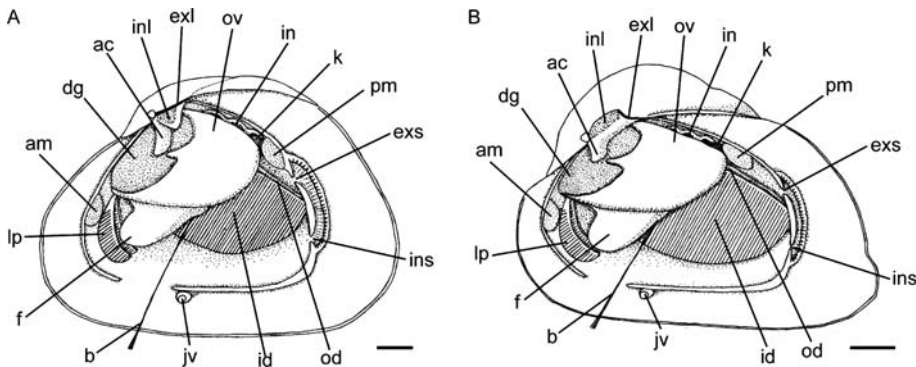 A
ac
inl
exl
ov
in
k
pm
exs
dg
am
lp
f
b
jv
id
od
ins
B
ac
inl
exl
ov
in
k
pm
exs
dg
am
lp
f
b
jv
id
od
ins